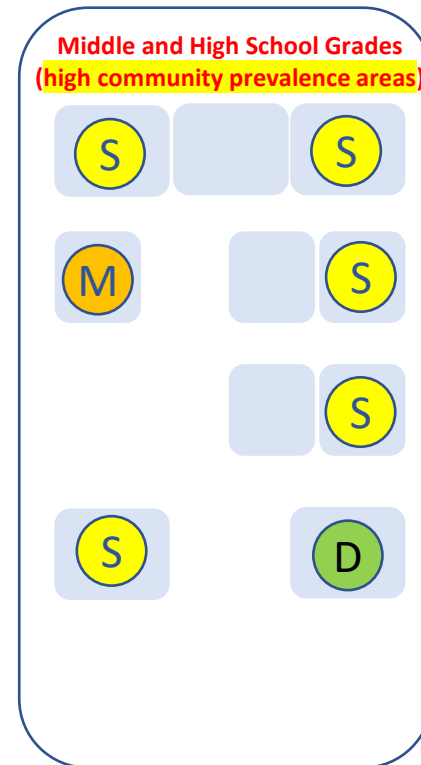 Middle and High School Grades
(high community prevalence areas)
S S
M S
S
S D